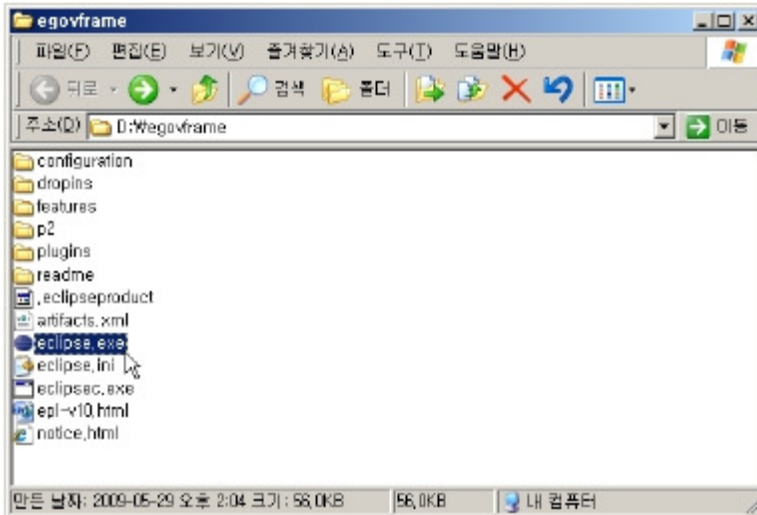 egovframe
파일(F) 편집(E) 보기(V) 즐겨찾기(A) 도구(T) 도움말(H)
뒤로 검색 폴더
주소(D) D:\egovframe 이동
configuration
dropins
features
p2
plugins
readme
.eclipseproduct
artifacts.xml
eclipse.exe
eclipse.ini
eclipsec.exe
epl-v10.html
notice.html
만든 날짜: 2009-05-29 오후 2:04 크기: 56.0KB 56.0KB 내 컴퓨터